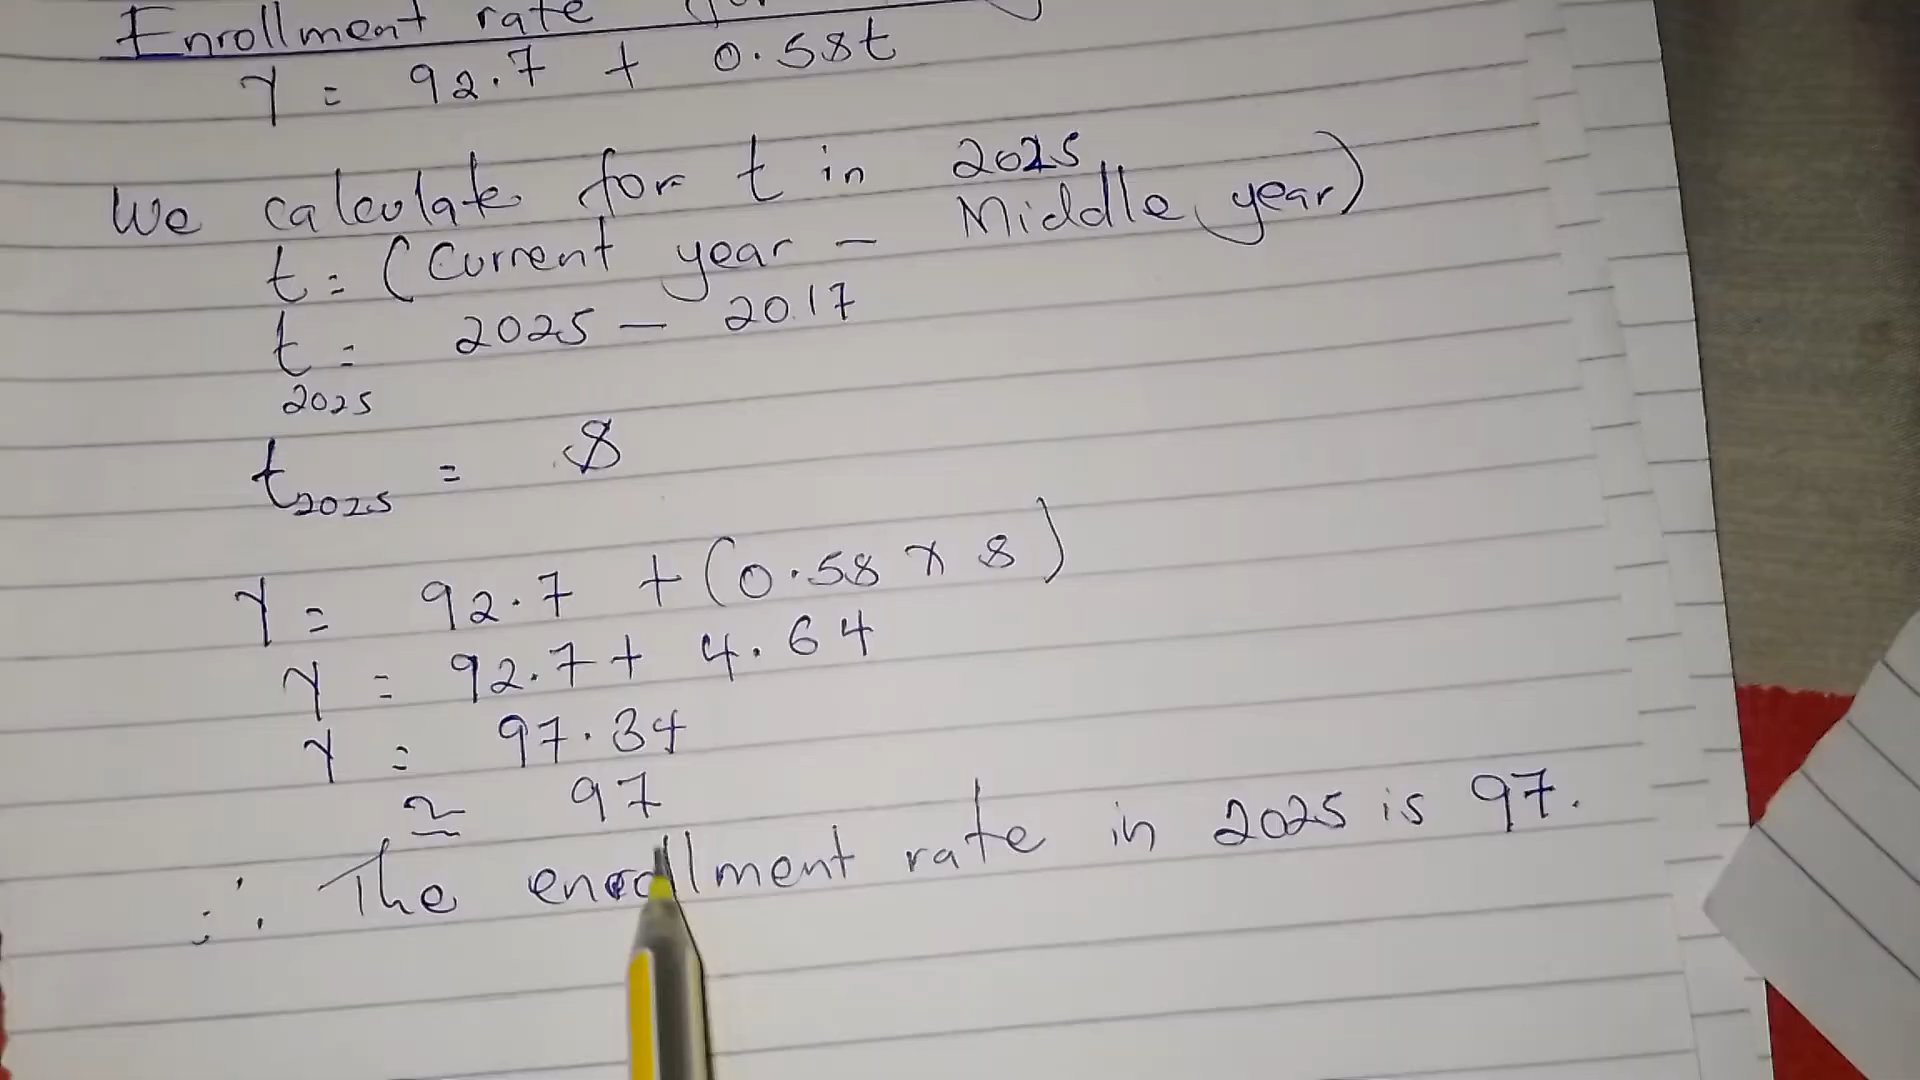 Enrollment rate
Y = 92.7 + 0.58t
We calculate for t in 2025
t = (Current year - Middle year)
t = 2025 - 2017
2025
t2025 = 8
Y = 92.7 + (0.58 x 8)
Y = 92.7 + 4.64
Y = 97.34
≃ 97
∴ The enrollment rate in 2025 is 97.